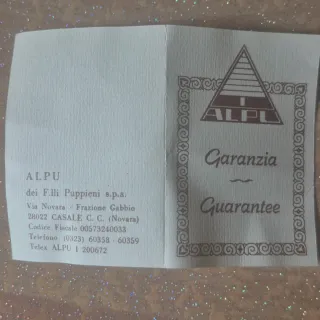 ALPU
dei F.lli Puppieni s.p.a.
Via Novara - Frazione Gabbio
28022 CASALE C. C. (Novara)
Codice Fiscale 00573240033
Telefono (0323) 60358 - 60359
Telex ALPU I 200672
I
ALPU
Garanzia
Guarantee